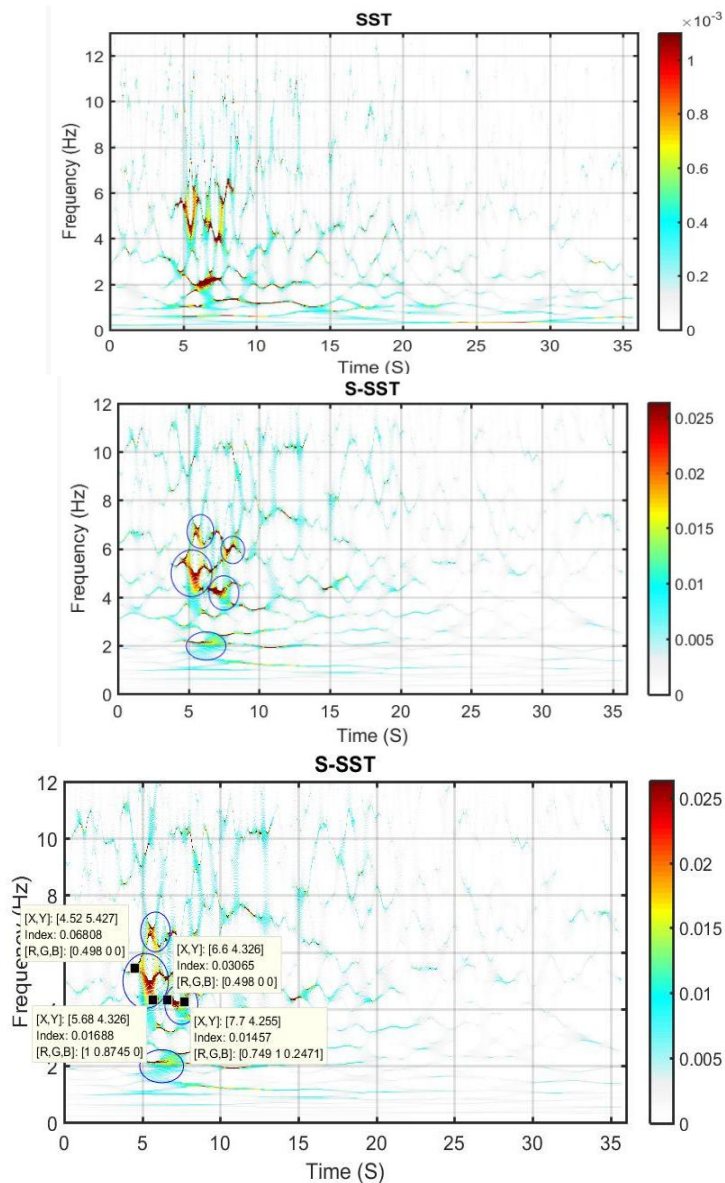 SST
×10⁻³
12
10
8
6
4
2
0
Frequency (Hz)
0 5 10 15 20 25 30 35
Time (S)
1
0.8
0.6
0.4
0.2
0
S-SST
12
10
8
6
4
2
0
Frequency (Hz)
0 5 10 15 20 25 30 35
Time (S)
0.025
0.02
0.015
0.01
0.005
0
S-SST
12
10
8
6
4
2
0
Frequency (Hz)
[X,Y]: [4.52 5.427]
Index: 0.06808
[R,G,B]: [0.498 0 0]
[X,Y]: [6.6 4.326]
Index: 0.03065
[R,G,B]: [0.498 0 0]
[X,Y]: [5.68 4.326]
Index: 0.01688
[R,G,B]: [1 0.8745 0]
[X,Y]: [7.7 4.255]
Index: 0.01457
[R,G,B]: [0.749 1 0.2471]
0 5 10 15 20 25 30 35
Time (S)
0.025
0.02
0.015
0.01
0.005
0